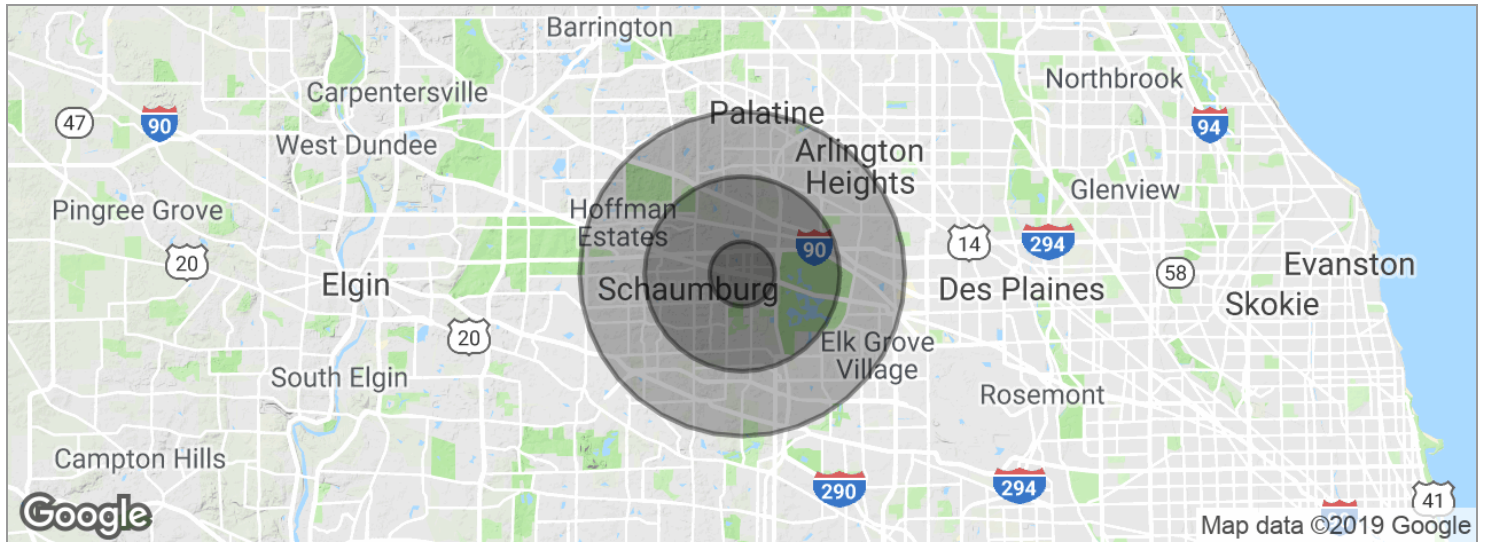 Barrington
Northbrook
Carpentersville
Palatine
47
90
94
West Dundee
Arlington
Heights
Glenview
Pingree Grove
Hoffman
Estates
90
14
294
20
58
Evanston
Elgin
Schaumburg
Des Plaines
Skokie
20
Elk Grove
Village
South Elgin
Rosemont
Campton Hills
290
294
41
Google
Map data ©2019 Google